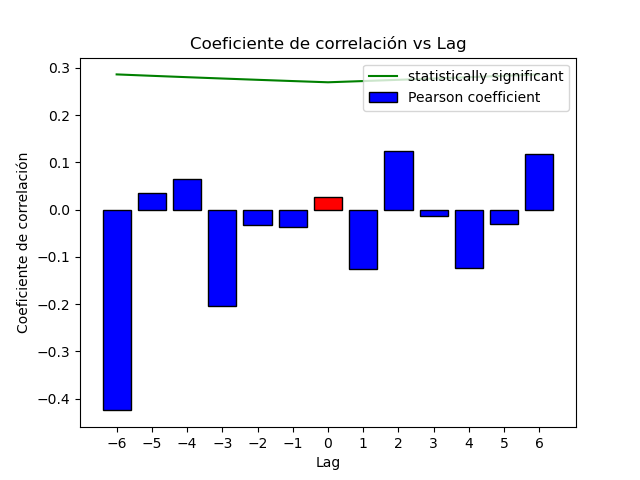 Coeficiente de correlación vs Lag
statistically significant
Pearson coefficient
Coeficiente de correlación
0.3
0.2
0.1
0.0
−0.1
−0.2
−0.3
−0.4
−6 −5 −4 −3 −2 −1 0 1 2 3 4 5 6
Lag